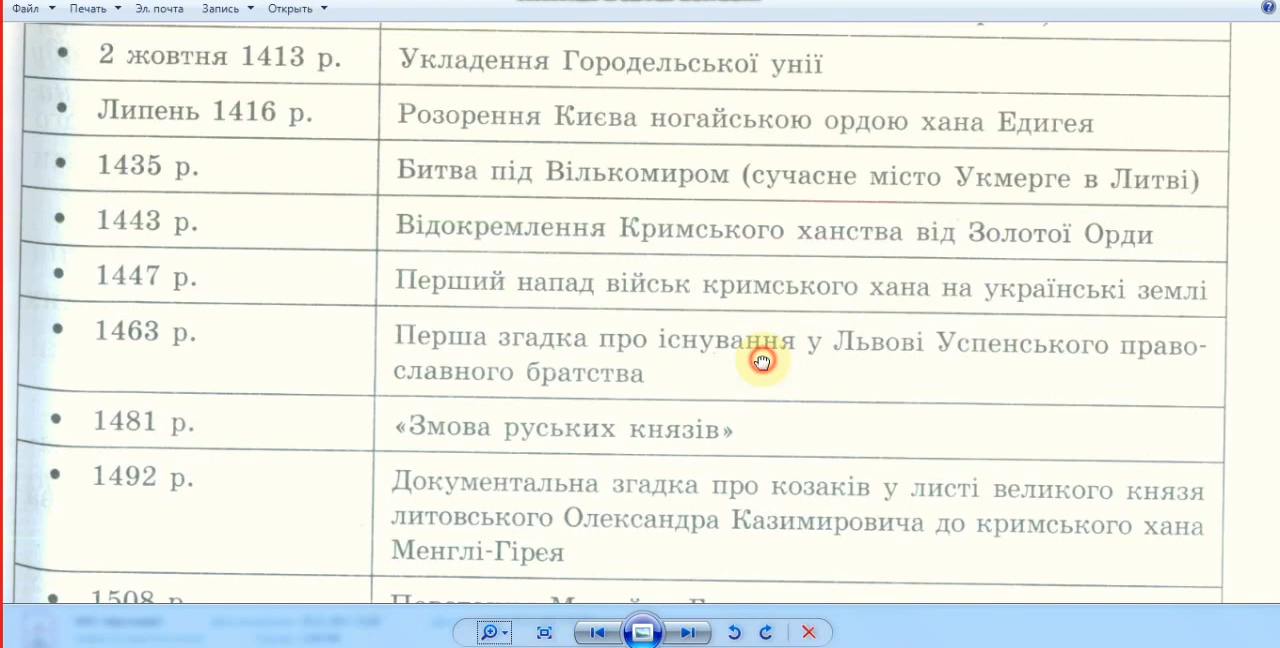 Файл Печать Эл. почта Запись Открыть
2 жовтня 1413 р. Укладення Городельської унії
Липень 1416 р. Розорення Києва ногайською ордою хана Едигея
1435 р. Битва під Вількомиром (сучасне місто Укмерге в Литві)
1443 р. Відокремлення Кримського ханства від Золотої Орди
1447 р. Перший напад військ кримського хана на українські землі
1463 р. Перша згадка про існування у Львові Успенського право-
славного братства
1481 р. «Змова руських князів»
1492 р. Документальна згадка про козаків у листі великого князя
литовського Олександра Казимировича до кримського хана
Менглі-Гірея
1508 р.